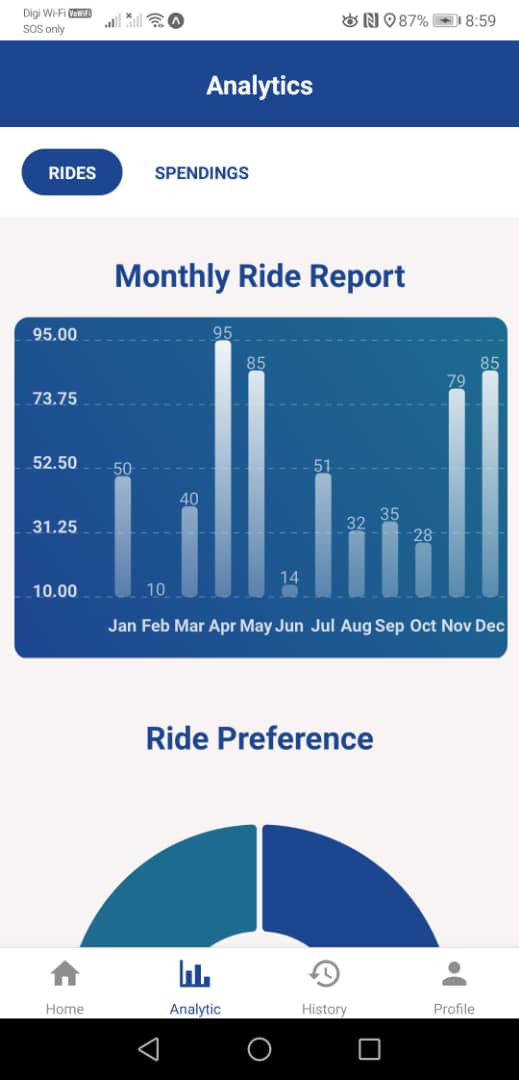 Digi Wi-Fi VoWiFi
SOS only
87% 8:59
Analytics
RIDES SPENDINGS
Monthly Ride Report
95.00
73.75
52.50
31.25
10.00
50 10 40 95 85 14 51 32 35 28 79 85
Jan Feb Mar Apr May Jun Jul Aug Sep Oct Nov Dec
Ride Preference
Home Analytic History Profile